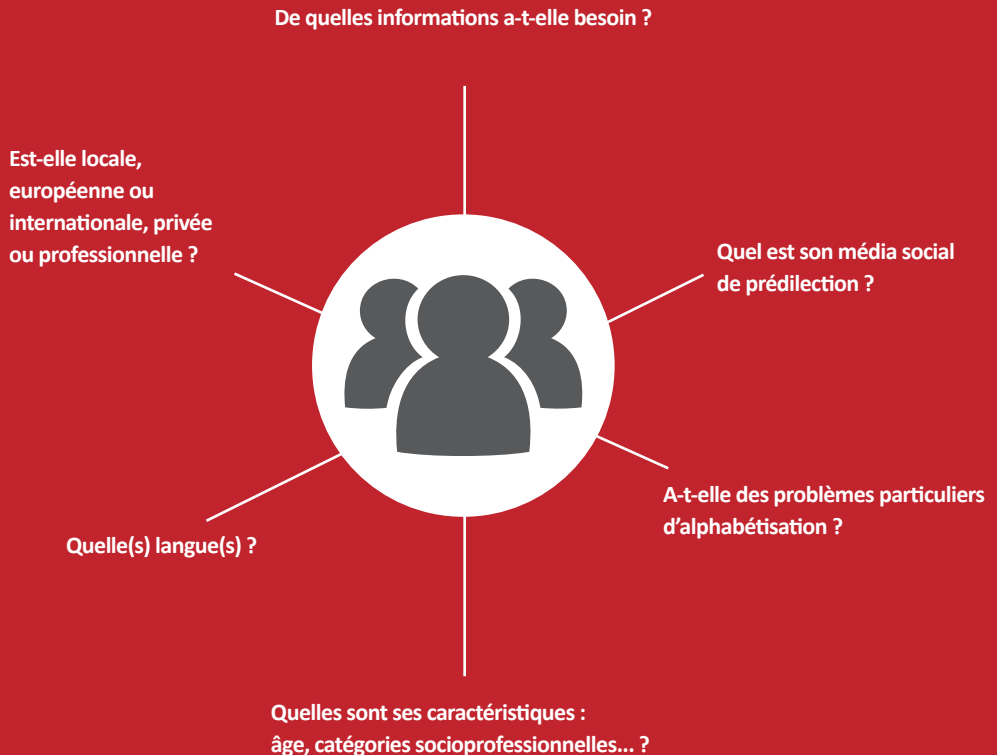 De quelles informations a-t-elle besoin ?
Est-elle locale,
européenne ou
internationale, privée
ou professionnelle ?
Quel est son média social
de prédilection ?
A-t-elle des problèmes particuliers
d’alphabétisation ?
Quelle(s) langue(s) ?
Quelles sont ses caractéristiques :
âge, catégories socioprofessionnelles... ?